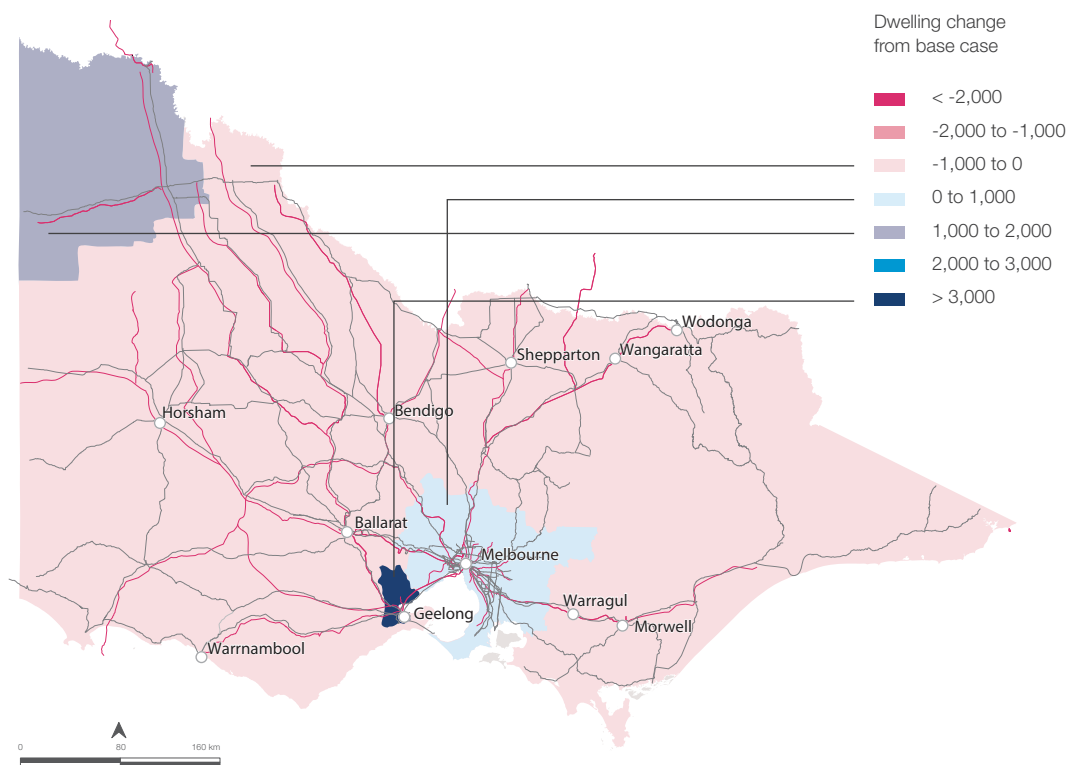 Dwelling change
from base case
< -2,000
-2,000 to -1,000
-1,000 to 0
0 to 1,000
1,000 to 2,000
2,000 to 3,000
> 3,000
Wodonga
Wangaratta
Shepparton
Bendigo
Horsham
Ballarat
Melbourne
Geelong
Warragul
Morwell
Warrnambool
0 80 160 km